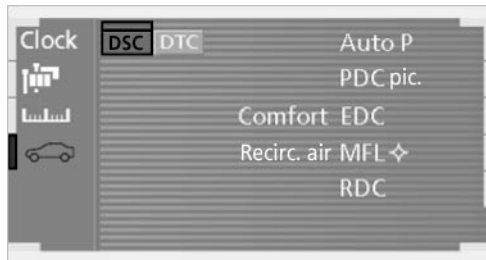 Clock DSC DTC Auto P
PDC pic.
Comfort EDC
Recirc. air MFL
RDC